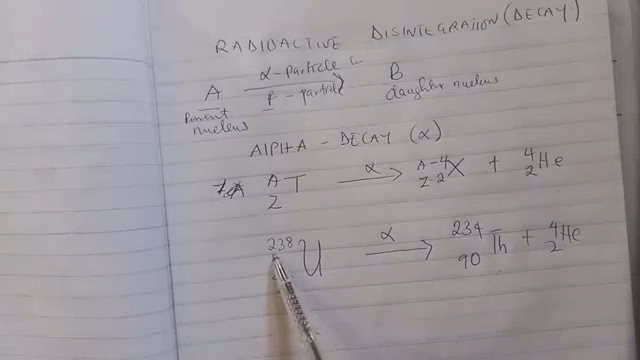 RADIOACTIVE DISINTEGRATION (DECAY)
α-particle
A → B
β - particle
Parent nucleus
daughter nucleus
ALPHA - DECAY (α)
A Z T α → A-4 Z-2 X + 4 2 He
238 U α → 234 90 Th + 4 2 He